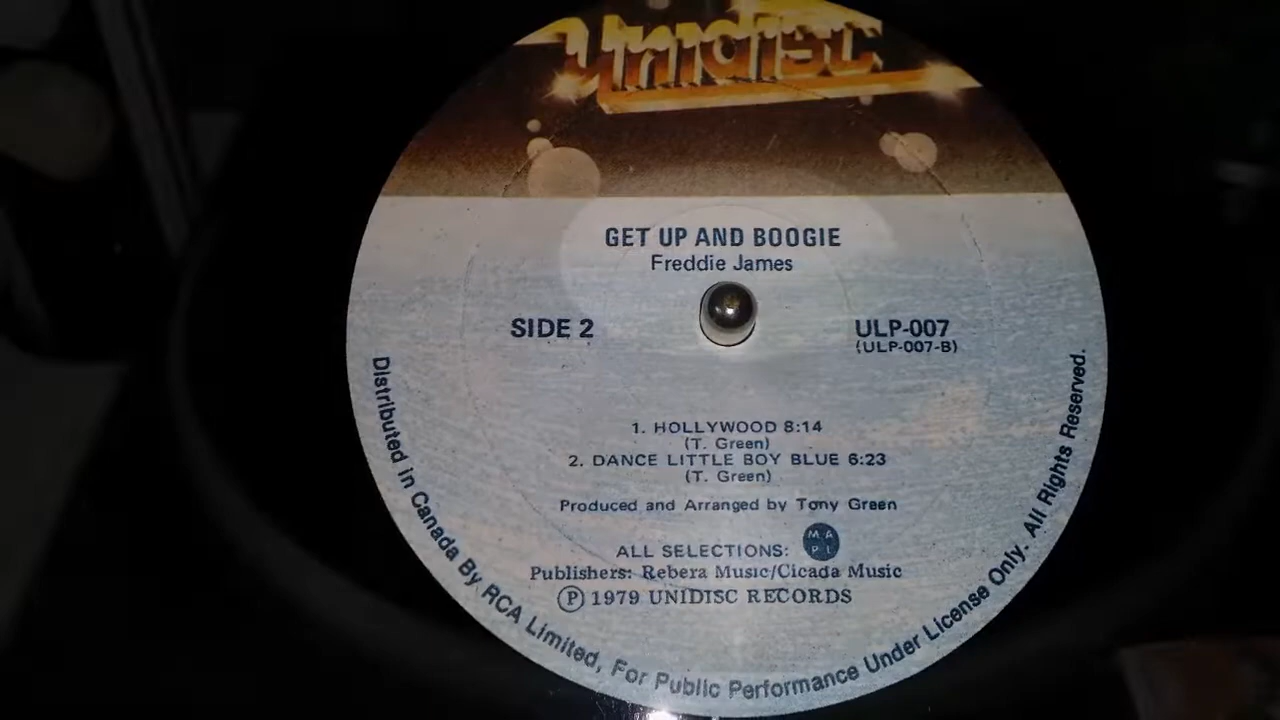 Unidisc
GET UP AND BOOGIE
Freddie James
SIDE 2
ULP-007
(ULP-007-B)
1. HOLLYWOOD 8:14
(T. Green)
2. DANCE LITTLE BOY BLUE 6:23
(T. Green)
Produced and Arranged by Tony Green
ALL SELECTIONS:
M A
P L
Publishers: Rebera Music/Cicada Music
Ⓟ 1979 UNIDISC RECORDS
Distributed in Canada By RCA Limited, For Public Performance Under License Only. All Rights Reserved.